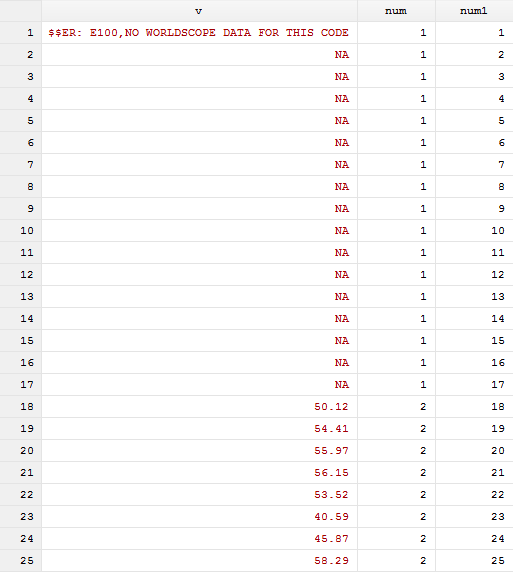 v num num1
1 $$ER: E100,NO WORLDSCOPE DATA FOR THIS CODE 1 1
2 NA 1 2
3 NA 1 3
4 NA 1 4
5 NA 1 5
6 NA 1 6
7 NA 1 7
8 NA 1 8
9 NA 1 9
10 NA 1 10
11 NA 1 11
12 NA 1 12
13 NA 1 13
14 NA 1 14
15 NA 1 15
16 NA 1 16
17 NA 1 17
18 50.12 2 18
19 54.41 2 19
20 55.97 2 20
21 56.15 2 21
22 53.52 2 22
23 40.59 2 23
24 45.87 2 24
25 58.29 2 25